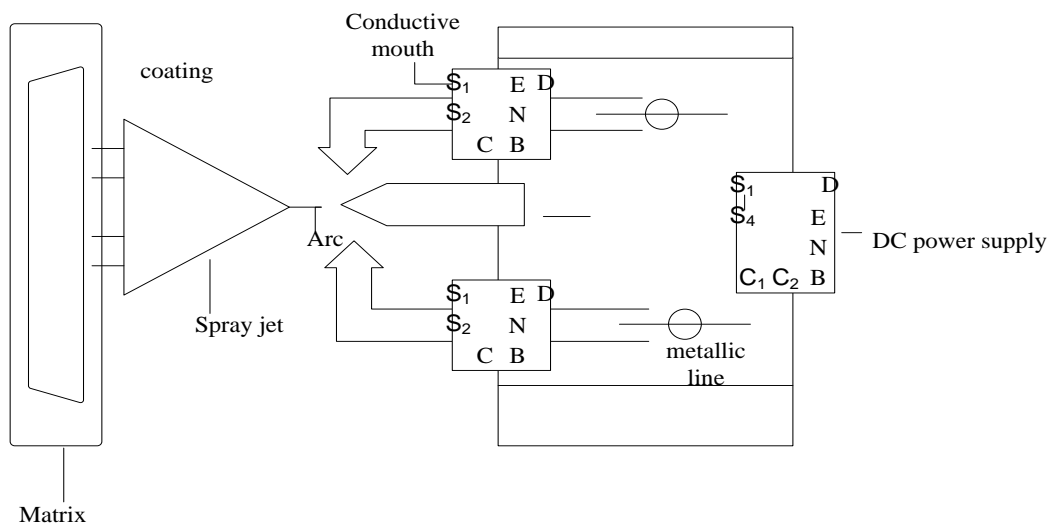 Conductive
mouth
coating
S₁ E D
S₂ N
C B
S₁ D
S₄ E
N
C₁ C₂ B
DC power supply
Arc
S₁ E D
S₂ N
C B
Spray jet
metallic
line
Matrix